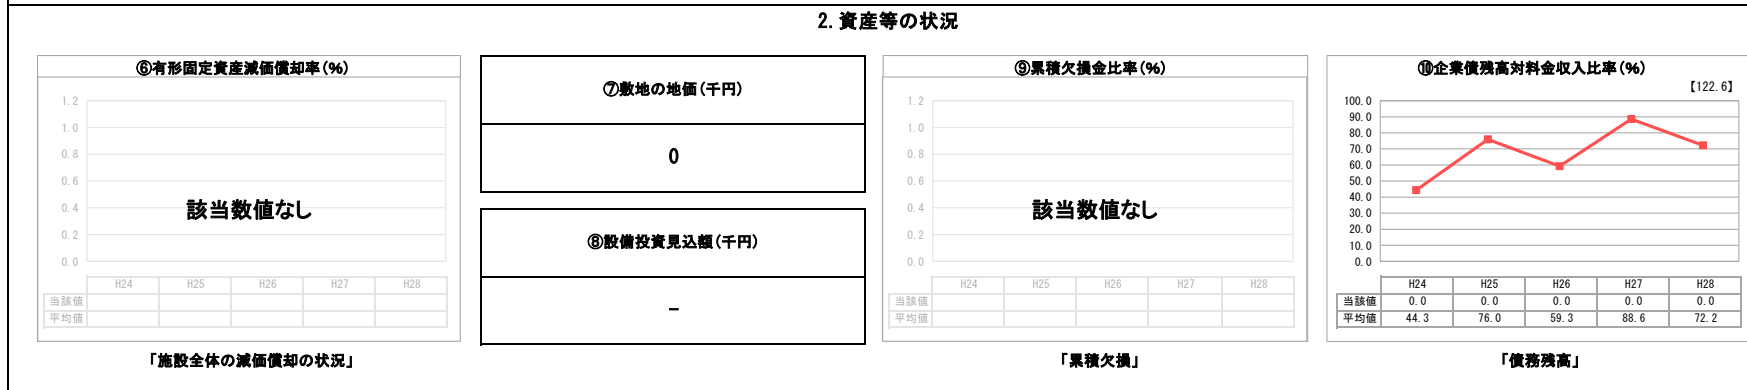 2. 資産等の状況
⑥有形固定資産減価償却率(%)
1.2
1.0
0.8
0.6
0.4
0.2
0.0
該当数値なし
H24 H25 H26 H27 H28
当該値
平均値
「施設全体の減価償却の状況」
⑦敷地の地価(千円)
0
⑧設備投資見込額(千円)
-
⑨累積欠損金比率(%)
1.2
1.0
0.8
0.6
0.4
0.2
0.0
該当数値なし
H24 H25 H26 H27 H28
当該値
平均値
「累積欠損」
⑩企業債残高対料金収入比率(%)
【122.6】
100.0
90.0
80.0
70.0
60.0
50.0
40.0
30.0
20.0
10.0
0.0
H24 H25 H26 H27 H28
当該値 0.0 0.0 0.0 0.0 0.0
平均値 44.3 76.0 59.3 88.6 72.2
「債務残高」